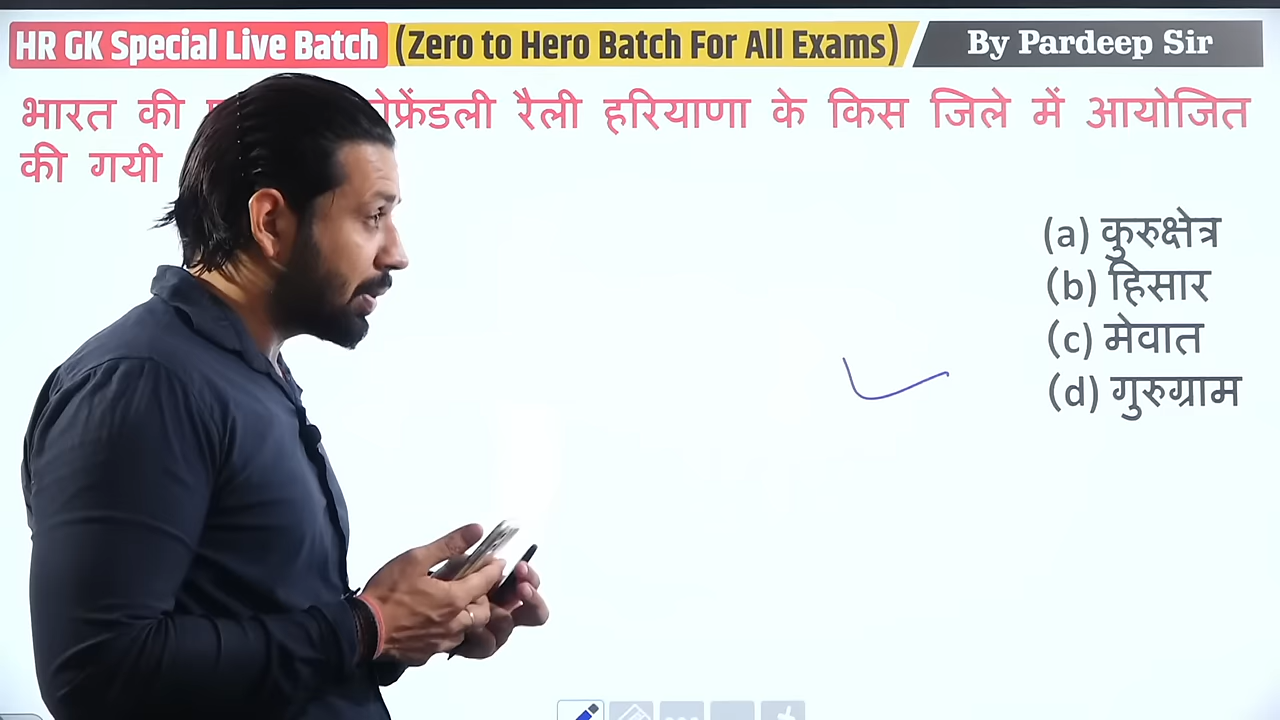 HR GK Special Live Batch (Zero to Hero Batch For All Exams) By Pardeep Sir
भारत की रैली हरियाणा के किस जिले में आयोजित
की गयी
(a) कुरुक्षेत्र
(b) हिसार
(c) मेवात
(d) गुरुग्राम